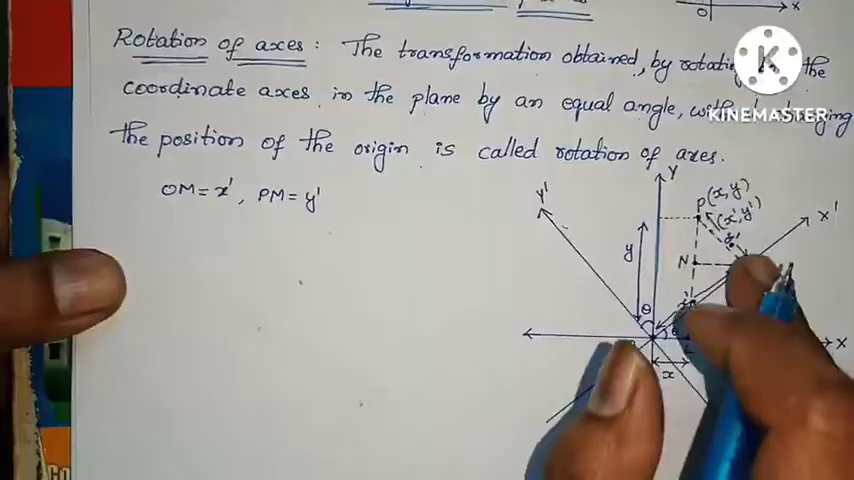 O X
K
KINEMASTER
Rotation of axes : The transformation obtained, by rotating the
coordinate axes in the plane by an equal angle, changing
the position of the origin is called rotation of axes.
OM = x', PM = y'
Y
Y' P(x, y)
(x', y') X'
y y'
N
θ x'
θ X
x